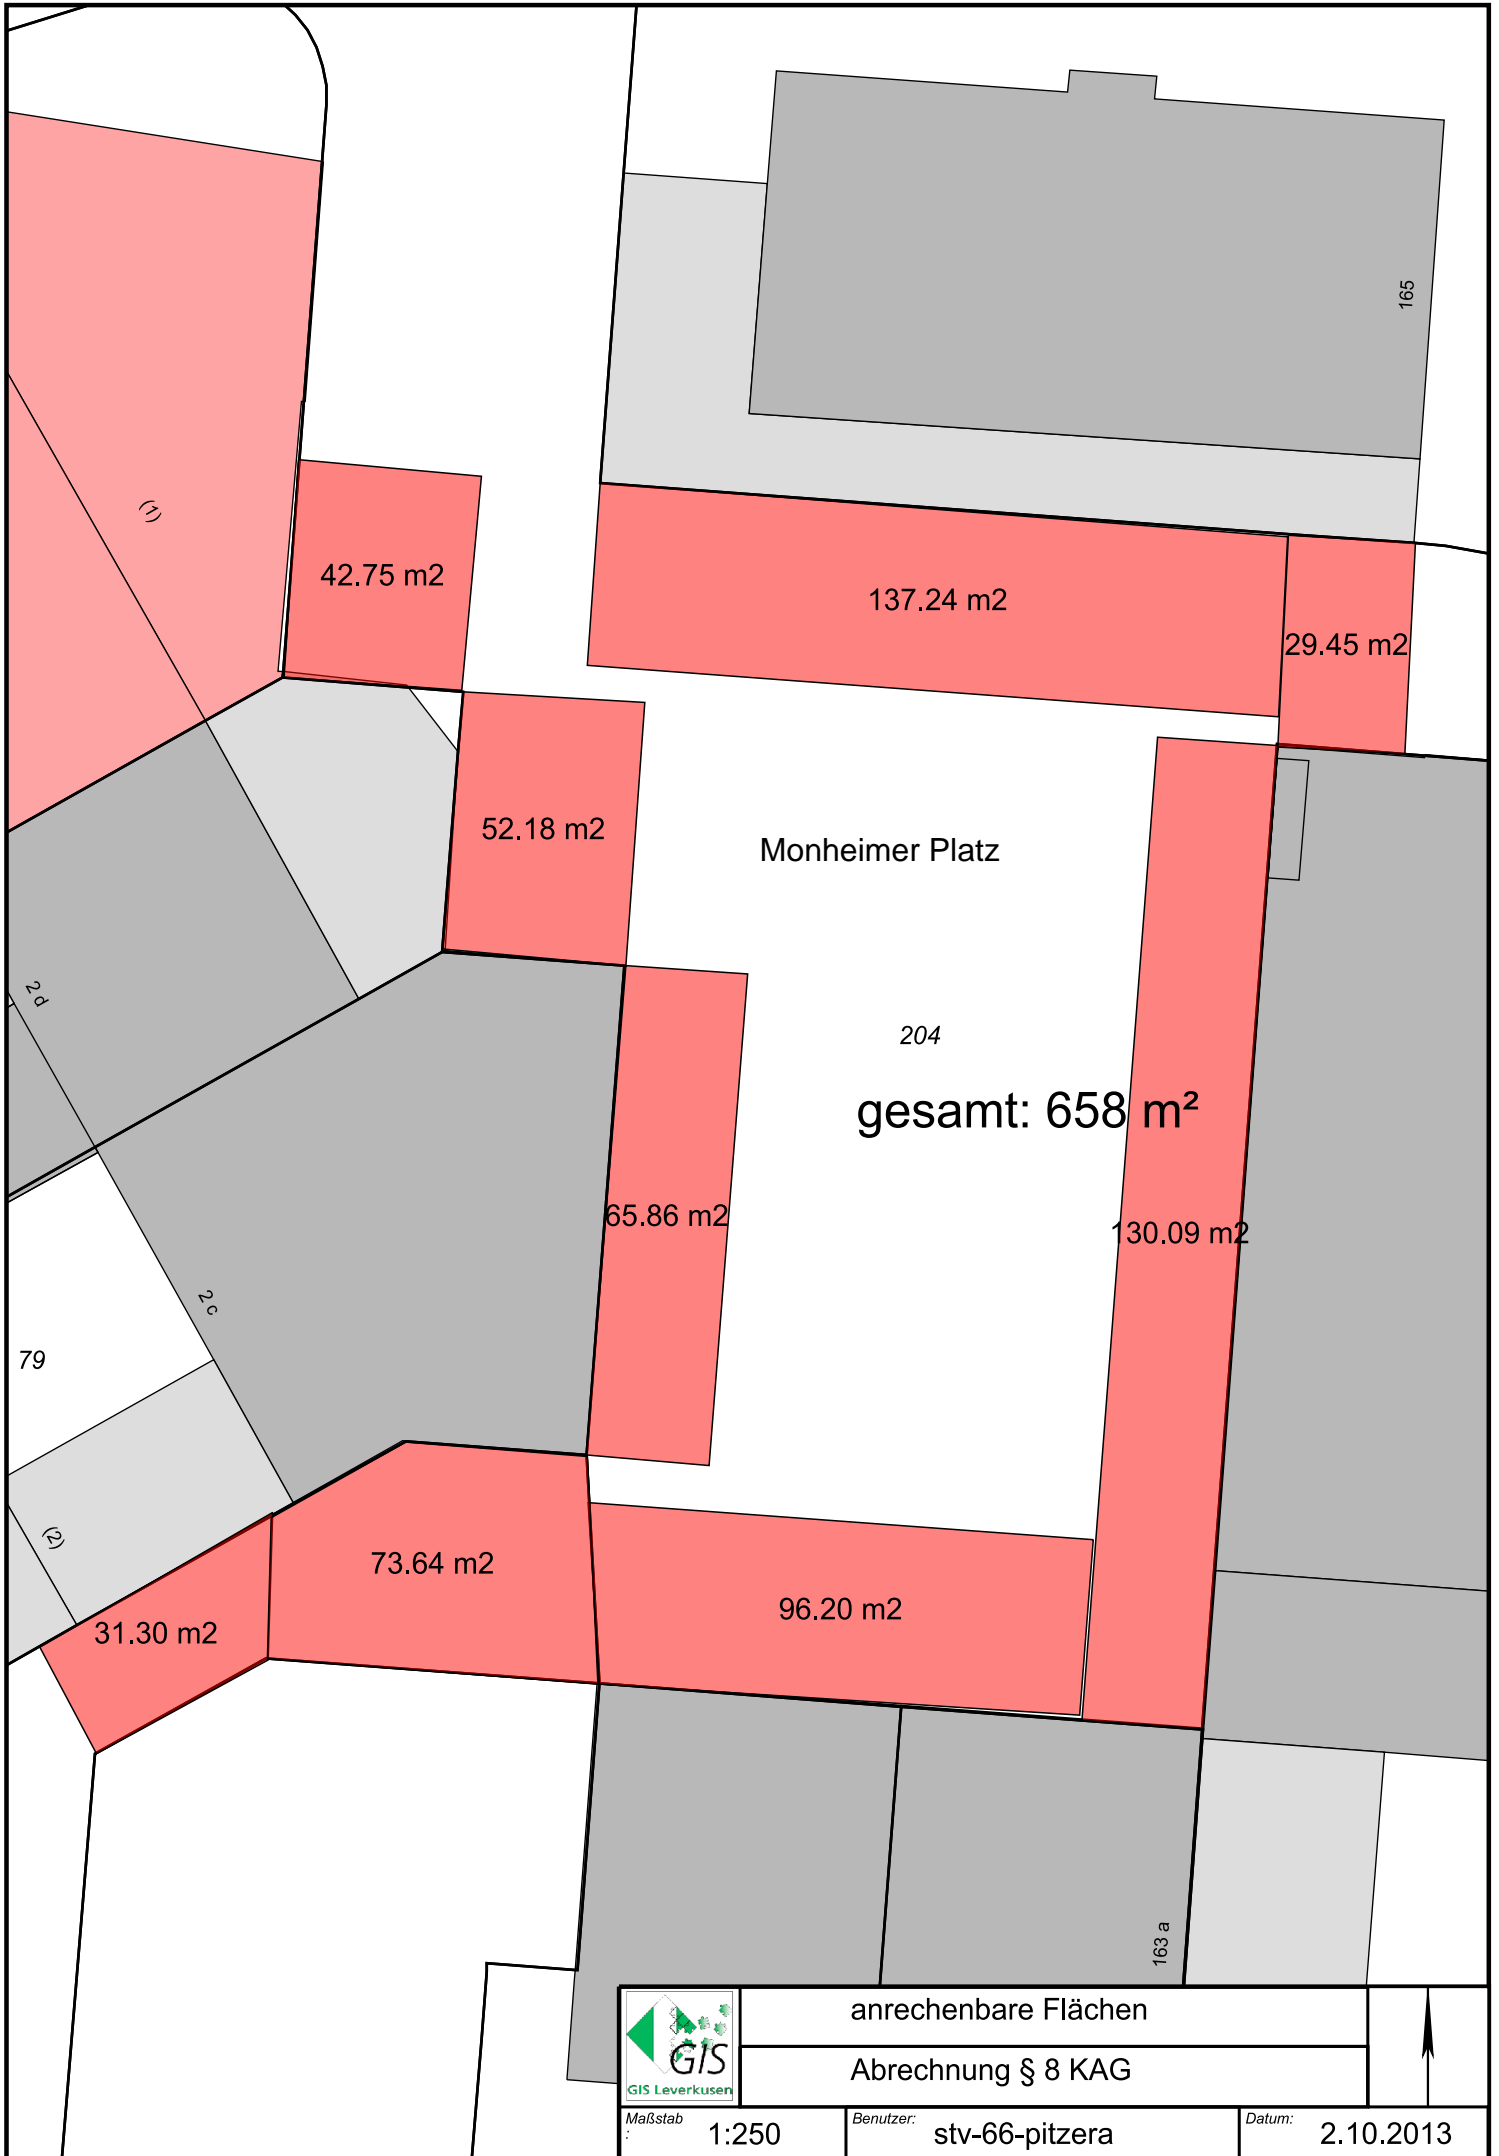 165
(1)
42.75 m2
137.24 m2
29.45 m2
52.18 m2
Monheimer Platz
2 d
204
gesamt: 658 m²
65.86 m2
130.09 m2
2 c
79
(2)
73.64 m2
96.20 m2
31.30 m2
163 a
GIS
GIS Leverkusen
anrechenbare Flächen
Abrechnung § 8 KAG
Maßstab
: 1:250
Benutzer: stv-66-pitzera
Datum: 2.10.2013